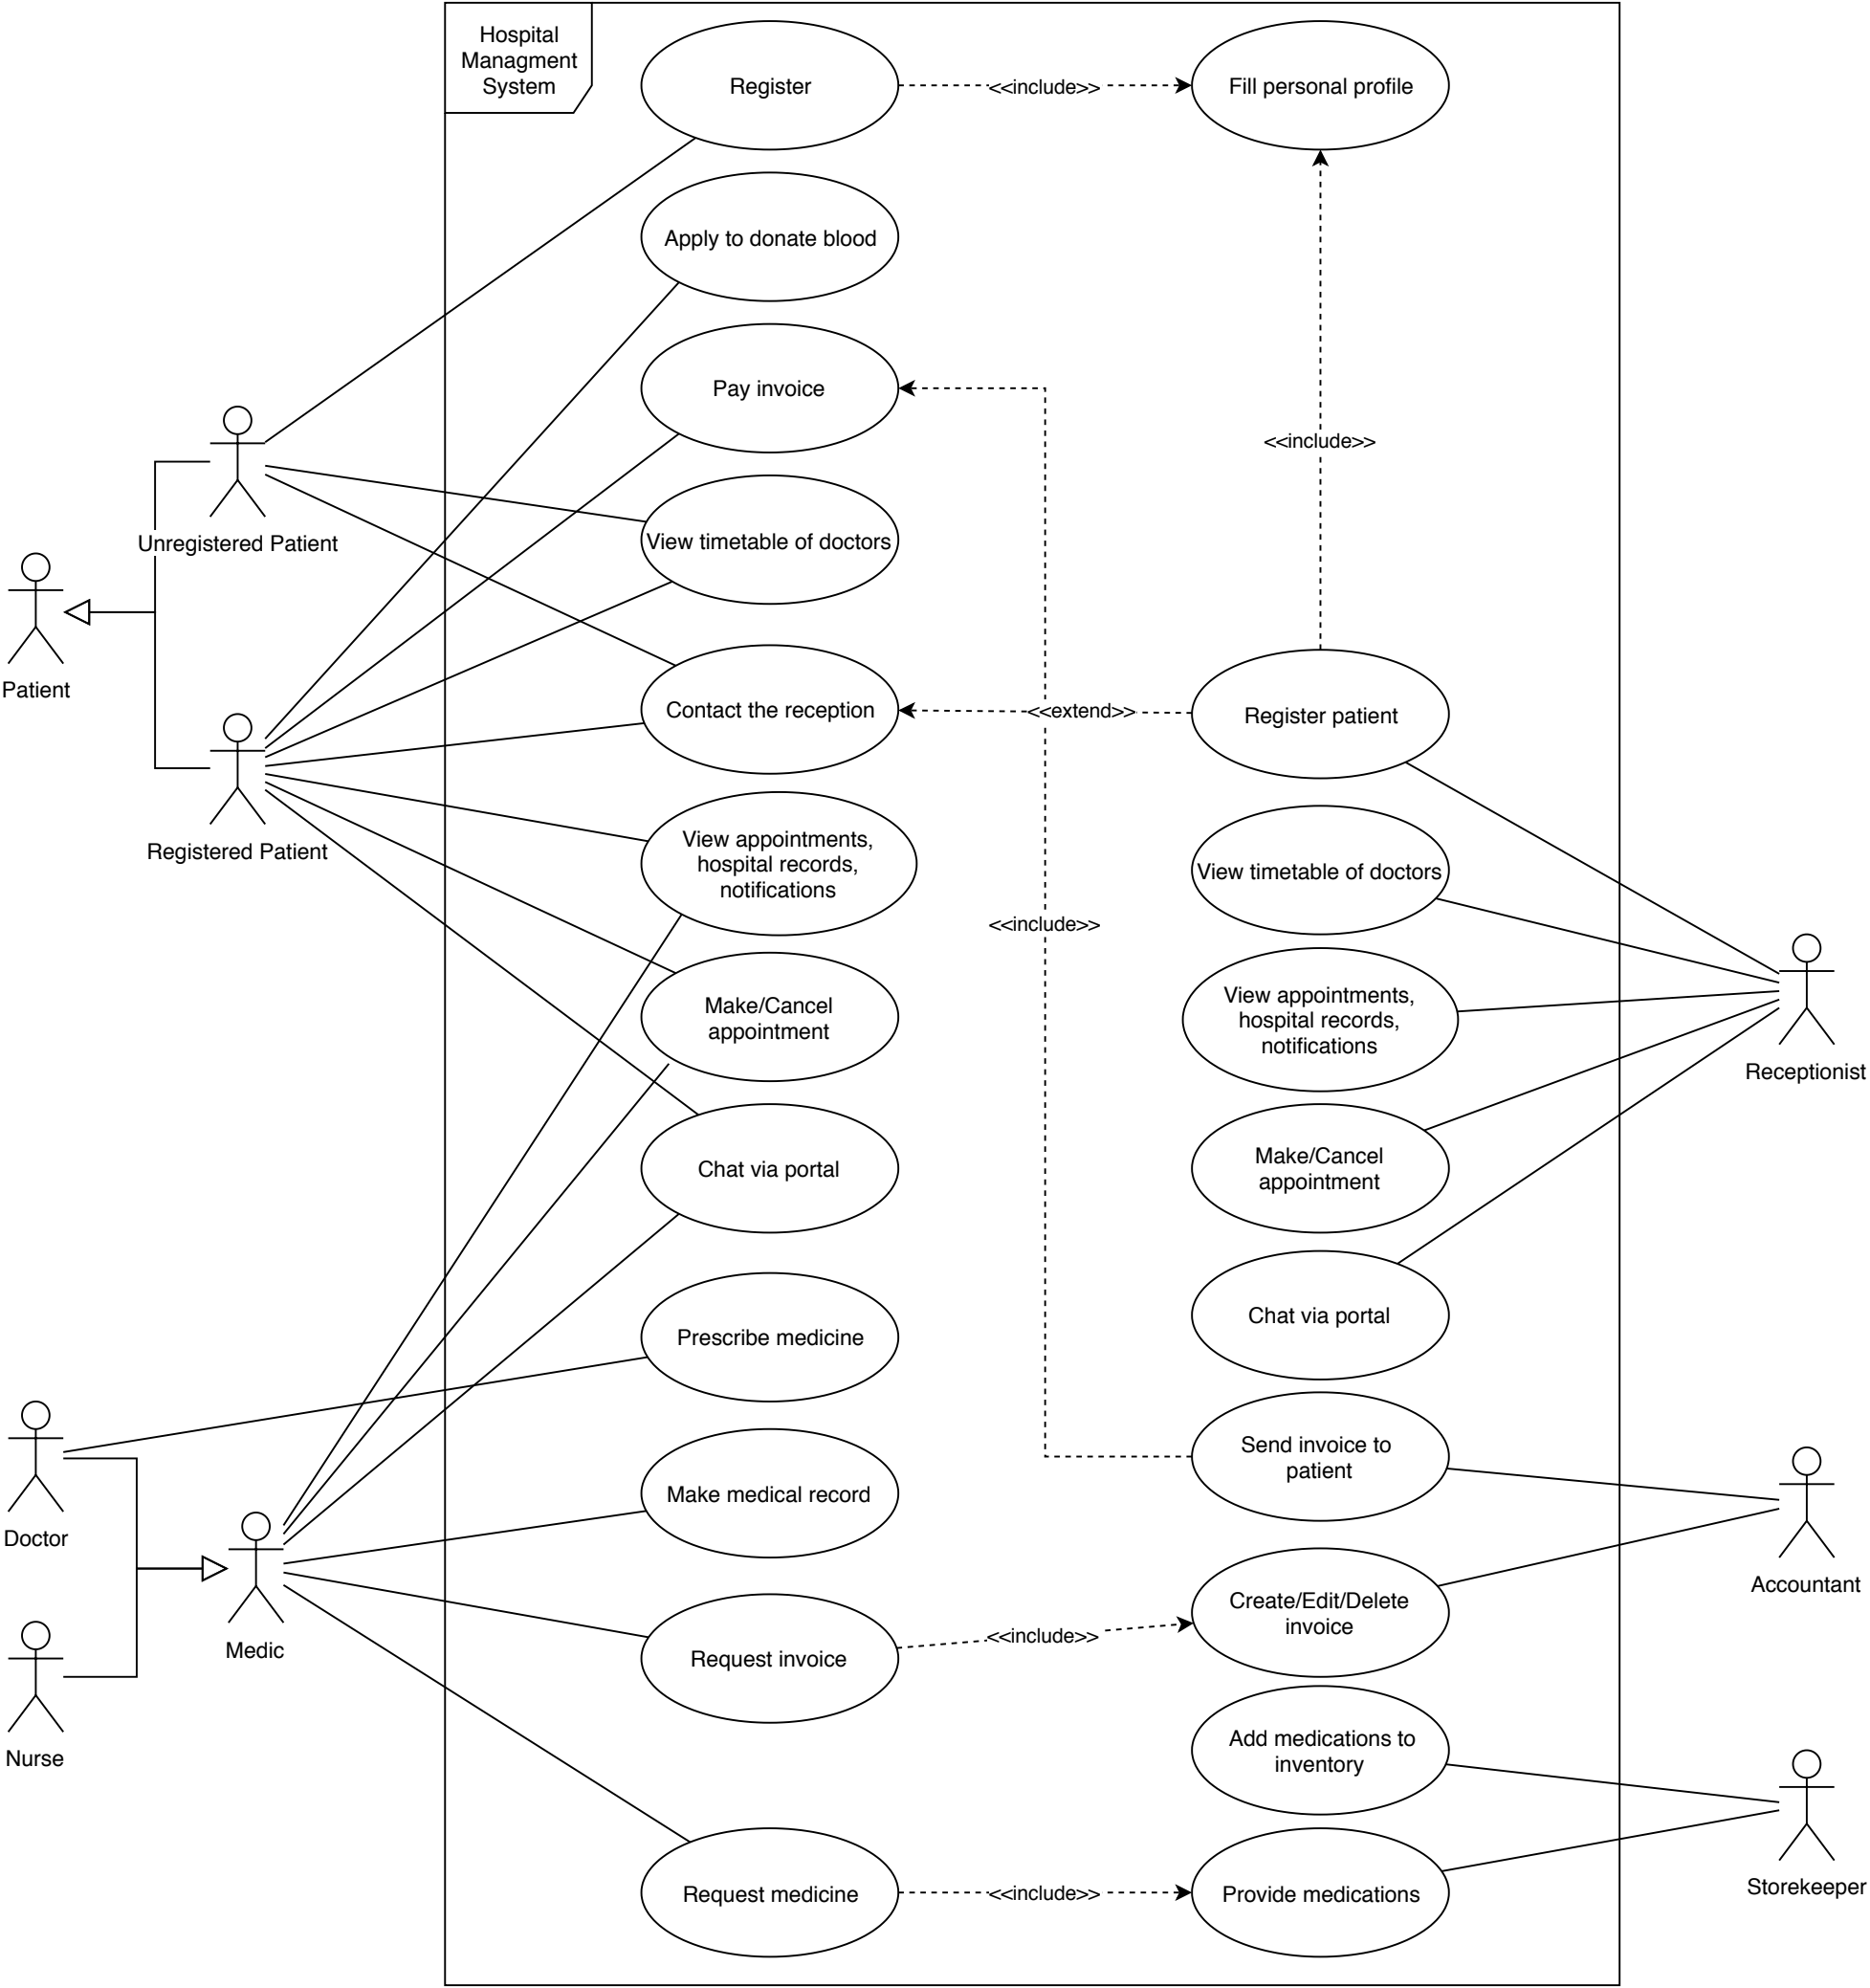 Hospital
Managment
System
Register
<<include>>
Fill personal profile
Apply to donate blood
Pay invoice
<<include>>
Unregistered Patient
View timetable of doctors
Patient
Contact the reception
<<extend>>
Register patient
Registered Patient
View appointments,
hospital records,
notifications
View timetable of doctors
<<include>>
Make/Cancel
appointment
View appointments,
hospital records,
notifications
Receptionist
Chat via portal
Make/Cancel
appointment
Prescribe medicine
Chat via portal
Doctor
Make medical record
Send invoice to
patient
Accountant
Medic
Request invoice
<<include>>
Create/Edit/Delete
invoice
Nurse
Add medications to
inventory
Storekeeper
Request medicine
<<include>>
Provide medications